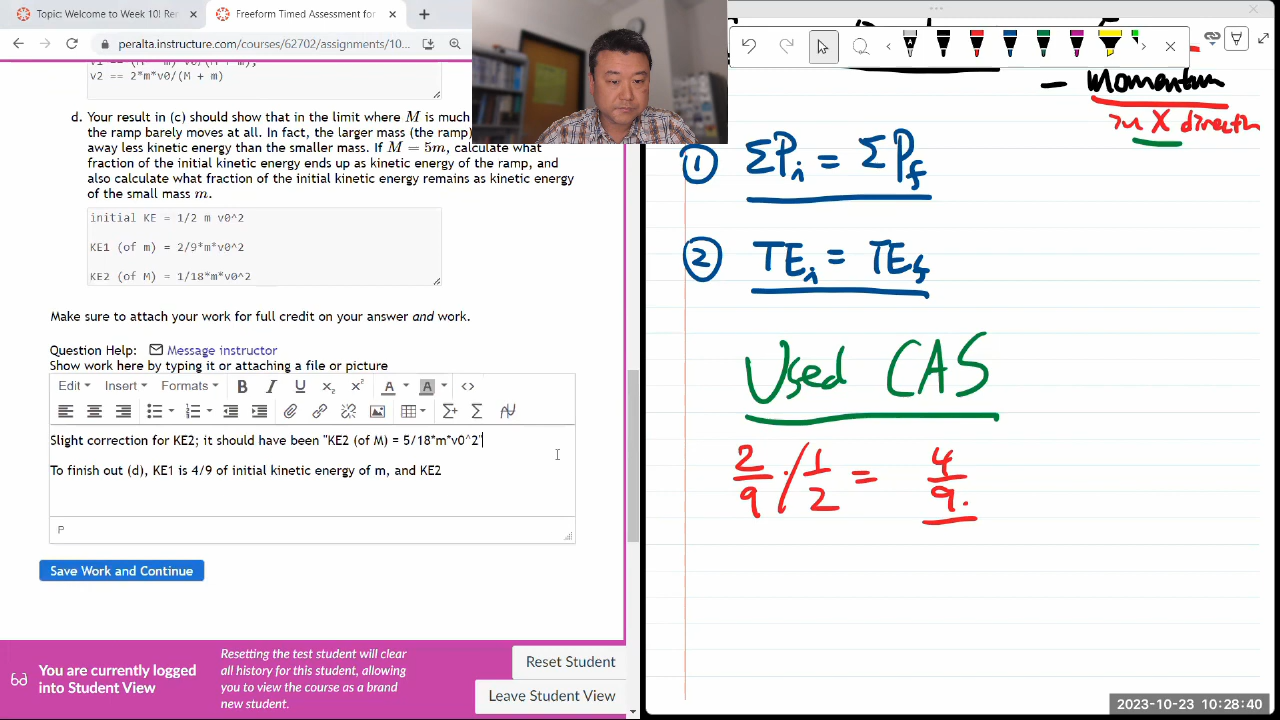 Topic: Welcome to Week 10! Re
Freeform Timed Assessment for
peralta.instructure.com/courses/62702/assignments/10...
v2 == 2*m*v0/(M + m)
d. Your result in (c) should show that in the limit where M is much
the ramp barely moves at all. In fact, the larger mass (the ramp)
away less kinetic energy than the smaller mass. If M = 5m, calculate what
fraction of the initial kinetic energy ends up as kinetic energy of the ramp, and
also calculate what fraction of the initial kinetic energy remains as kinetic energy
of the small mass m.
initial KE = 1/2 m v0^2
KE1 (of m) = 2/9*m*v0^2
KE2 (of M) = 1/18*m*v0^2
Make sure to attach your work for full credit on your answer and work.
Question Help: Message instructor
Show work here by typing it or attaching a file or picture
Edit Insert Formats B I U x₂ x² A A <>
Slight correction for KE2; it should have been "KE2 (of M) = 5/18*m*v0^2"
To finish out (d), KE1 is 4/9 of initial kinetic energy of m, and KE2
P
Save Work and Continue
You are currently logged
into Student View
Resetting the test student will clear
all history for this student, allowing
you to view the course as a brand
new student.
Reset Student
Leave Student View
- Momentum
in X direction
① ΣPi = ΣPf
② TEi = TEf
Used CAS
2/9 / 1/2 = 4/9.
2023-10-23 10:28:40